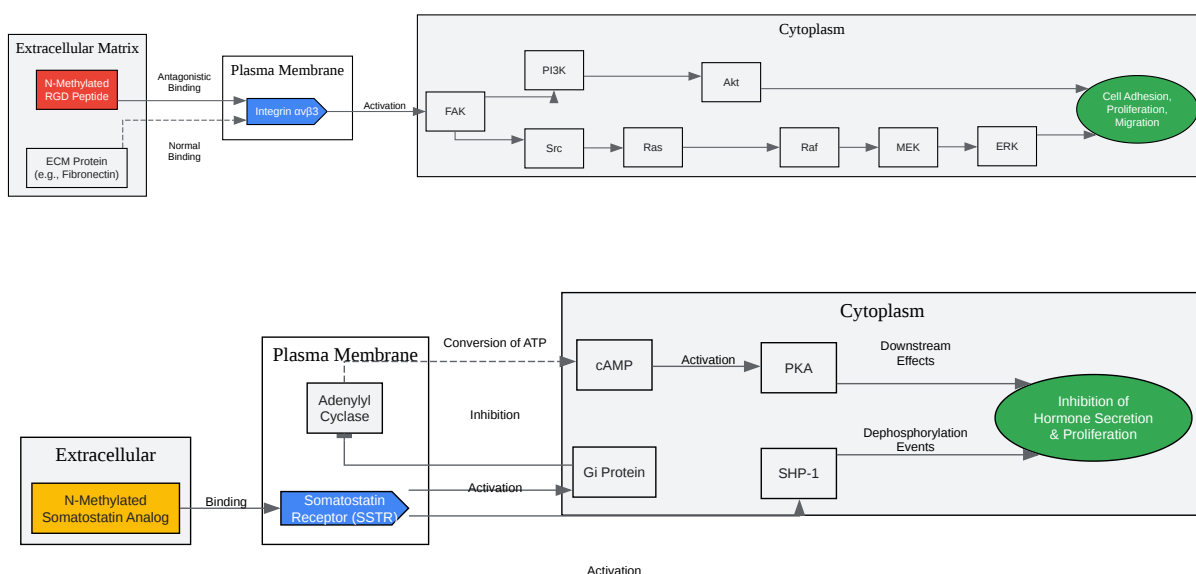 Cytoplasm
Extracellular Matrix
N-Methylated
RGD Peptide
Antagonistic
Binding
Plasma Membrane
Integrin αvβ3
Activation
FAK
PI3K
Akt
Cell Adhesion,
Proliferation,
Migration
ECM Protein
(e.g., Fibronectin)
Normal
Binding
Src
Ras
Raf
MEK
ERK
Cytoplasm
Plasma Membrane
Conversion of ATP
cAMP
Activation
PKA
Downstream
Effects
Adenylyl
Cyclase
Inhibition
Inhibition of
Hormone Secretion
& Proliferation
Dephosphorylation
Events
Extracellular
N-Methylated
Somatostatin Analog
Binding
Somatostatin
Receptor (SSTR)
Activation
Gi Protein
SHP-1
Activation